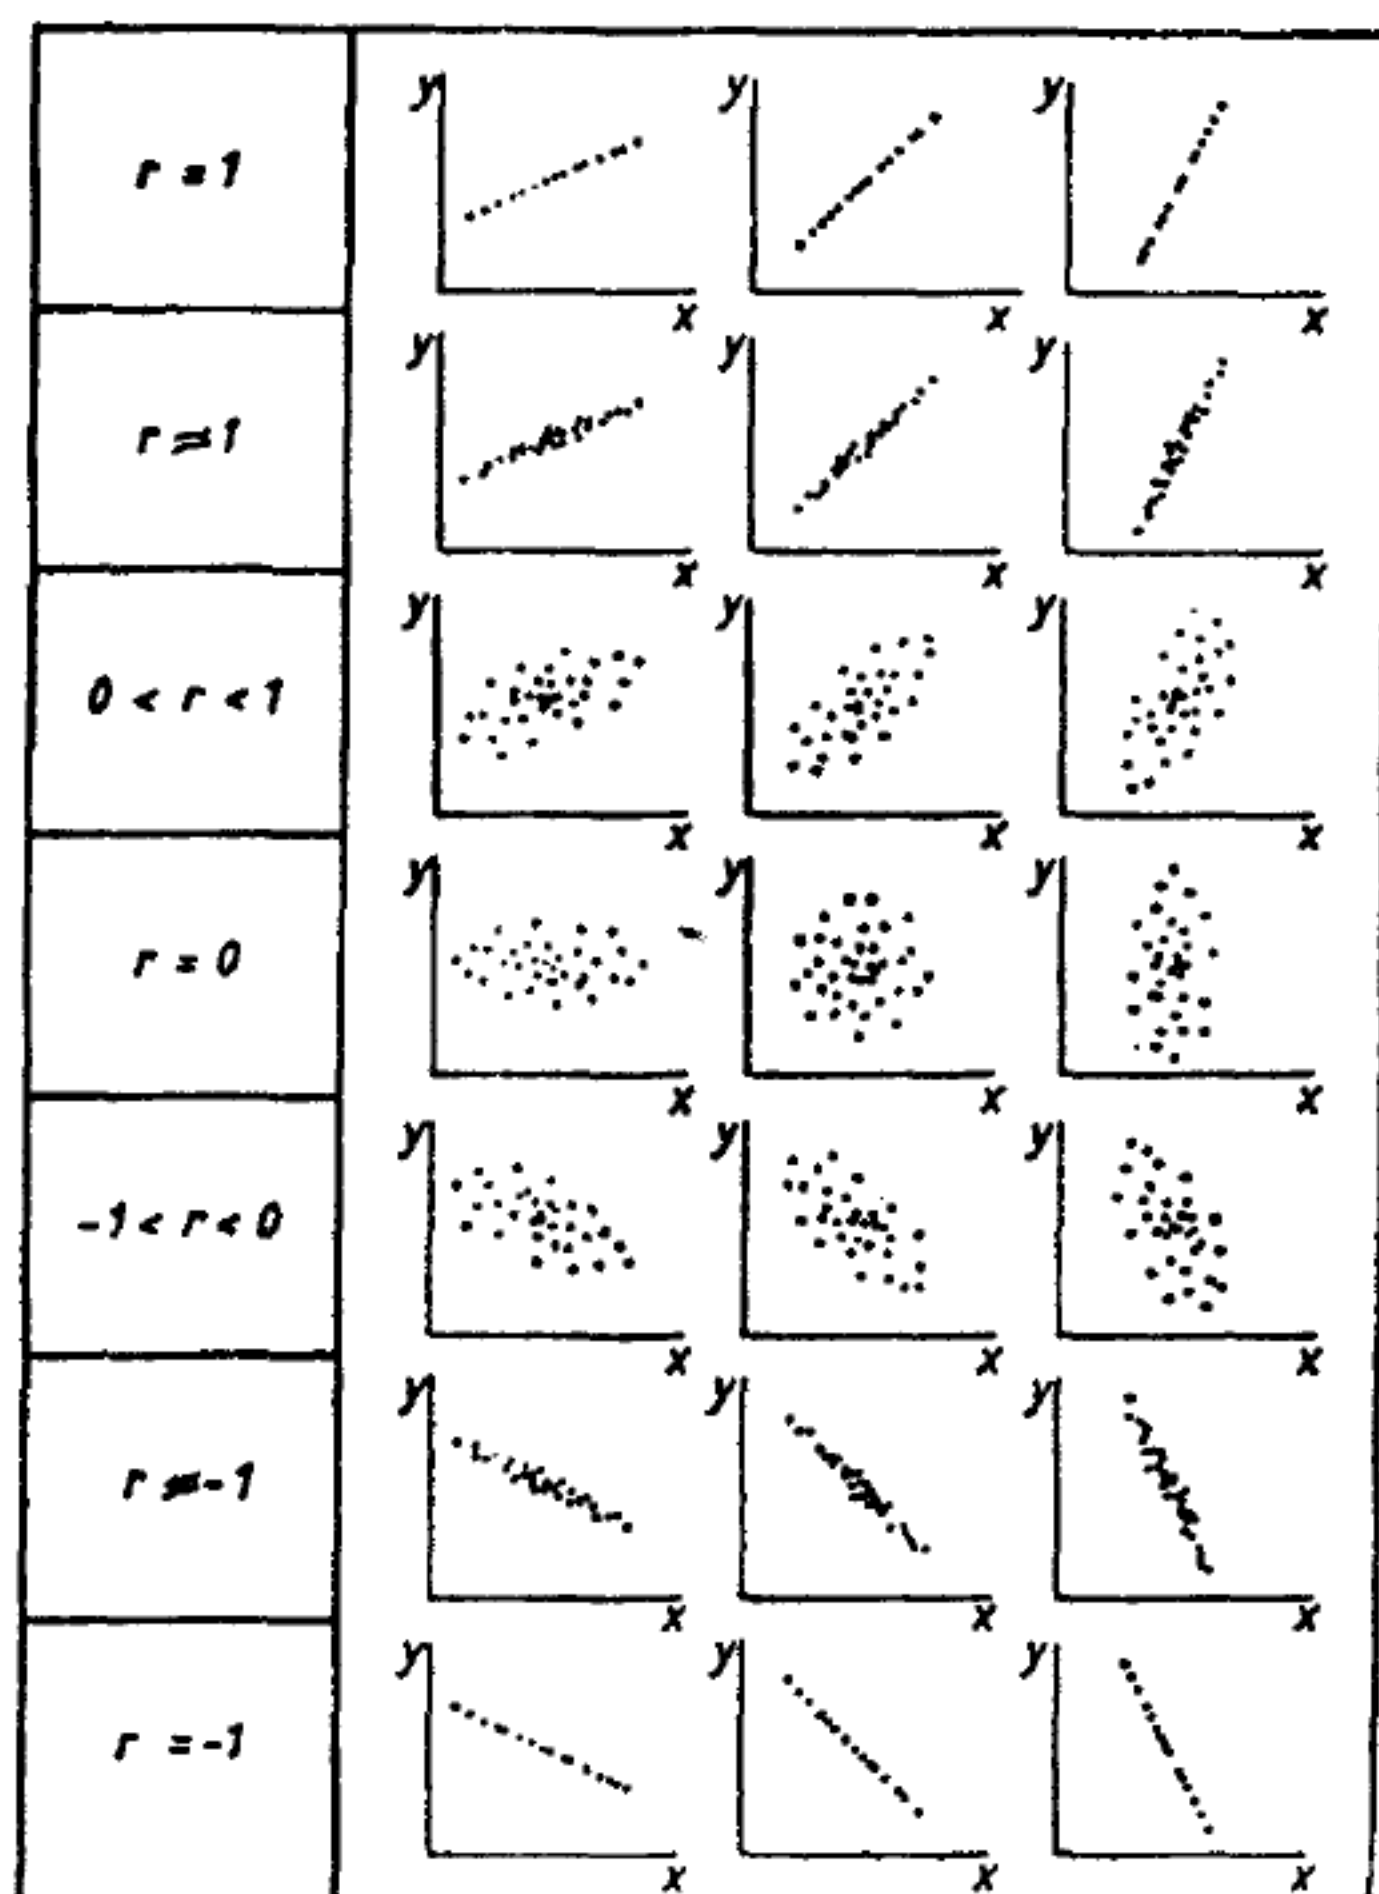 r = 1
y y y
x x x
r ≃ 1
y y y
x x x
0 < r < 1
y y y
x x x
r = 0
y y y
x x x
-1 < r < 0
y y y
x x x
r ≃ -1
y y y
x x x
r = -1
y y y
x x x